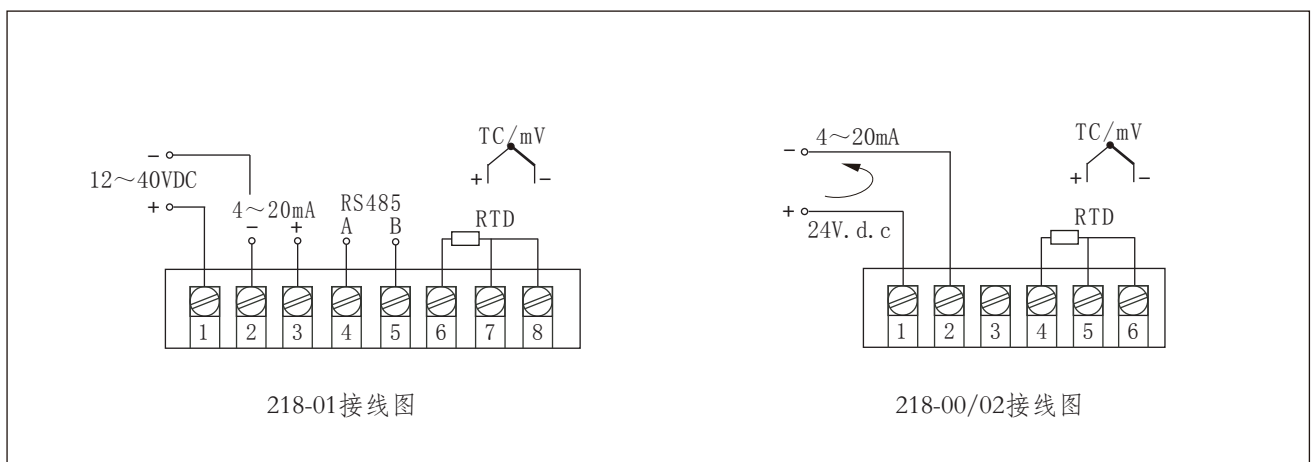 TC/mV
+ −
−
12～40VDC
+
4～20mA
− +
RS485
A B
RTD
1 2 3 4 5 6 7 8
218-01接线图
TC/mV
+ −
− 4～20mA
+
24V.d.c
RTD
1 2 3 4 5 6
218-00/02接线图